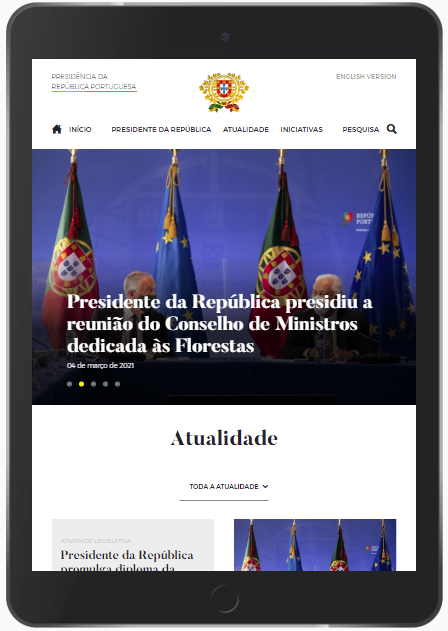 PRESIDÊNCIA DA
REPÚBLICA PORTUGUESA
ENGLISH VERSION
INÍCIO
PRESIDENTE DA REPÚBLICA
ATUALIDADE
INICIATIVAS
PESQUISA
Presidente da República presidiu a
reunião do Conselho de Ministros
dedicada às Florestas
04 de março de 2021
Atualidade
TODA A ATUALIDADE
ATIVIDADE LEGISLATIVA
Presidente da República
promulga diploma da